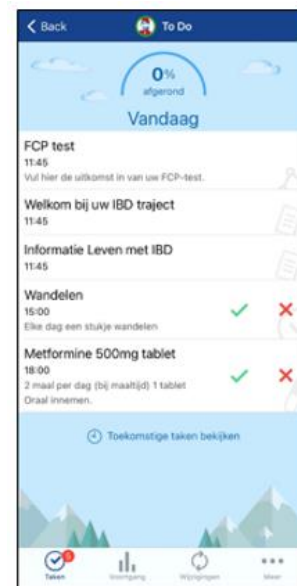 Back
To Do
0%
afgerond
Vandaag
FCP test
11:45
Vul hier de uitkomst in van uw FCP-test.
Welkom bij uw IBD traject
11:45
Informatie Leven met IBD
11:45
Wandelen
15:00
Elke dag een stukje wandelen
Metformine 500mg tablet
18:00
2 maal per dag (bij maaltijd) 1 tablet
Oraal innemen.
Toekomstige taken bekijken
5
Taken
Voortgang
Wijzigingen
Meer